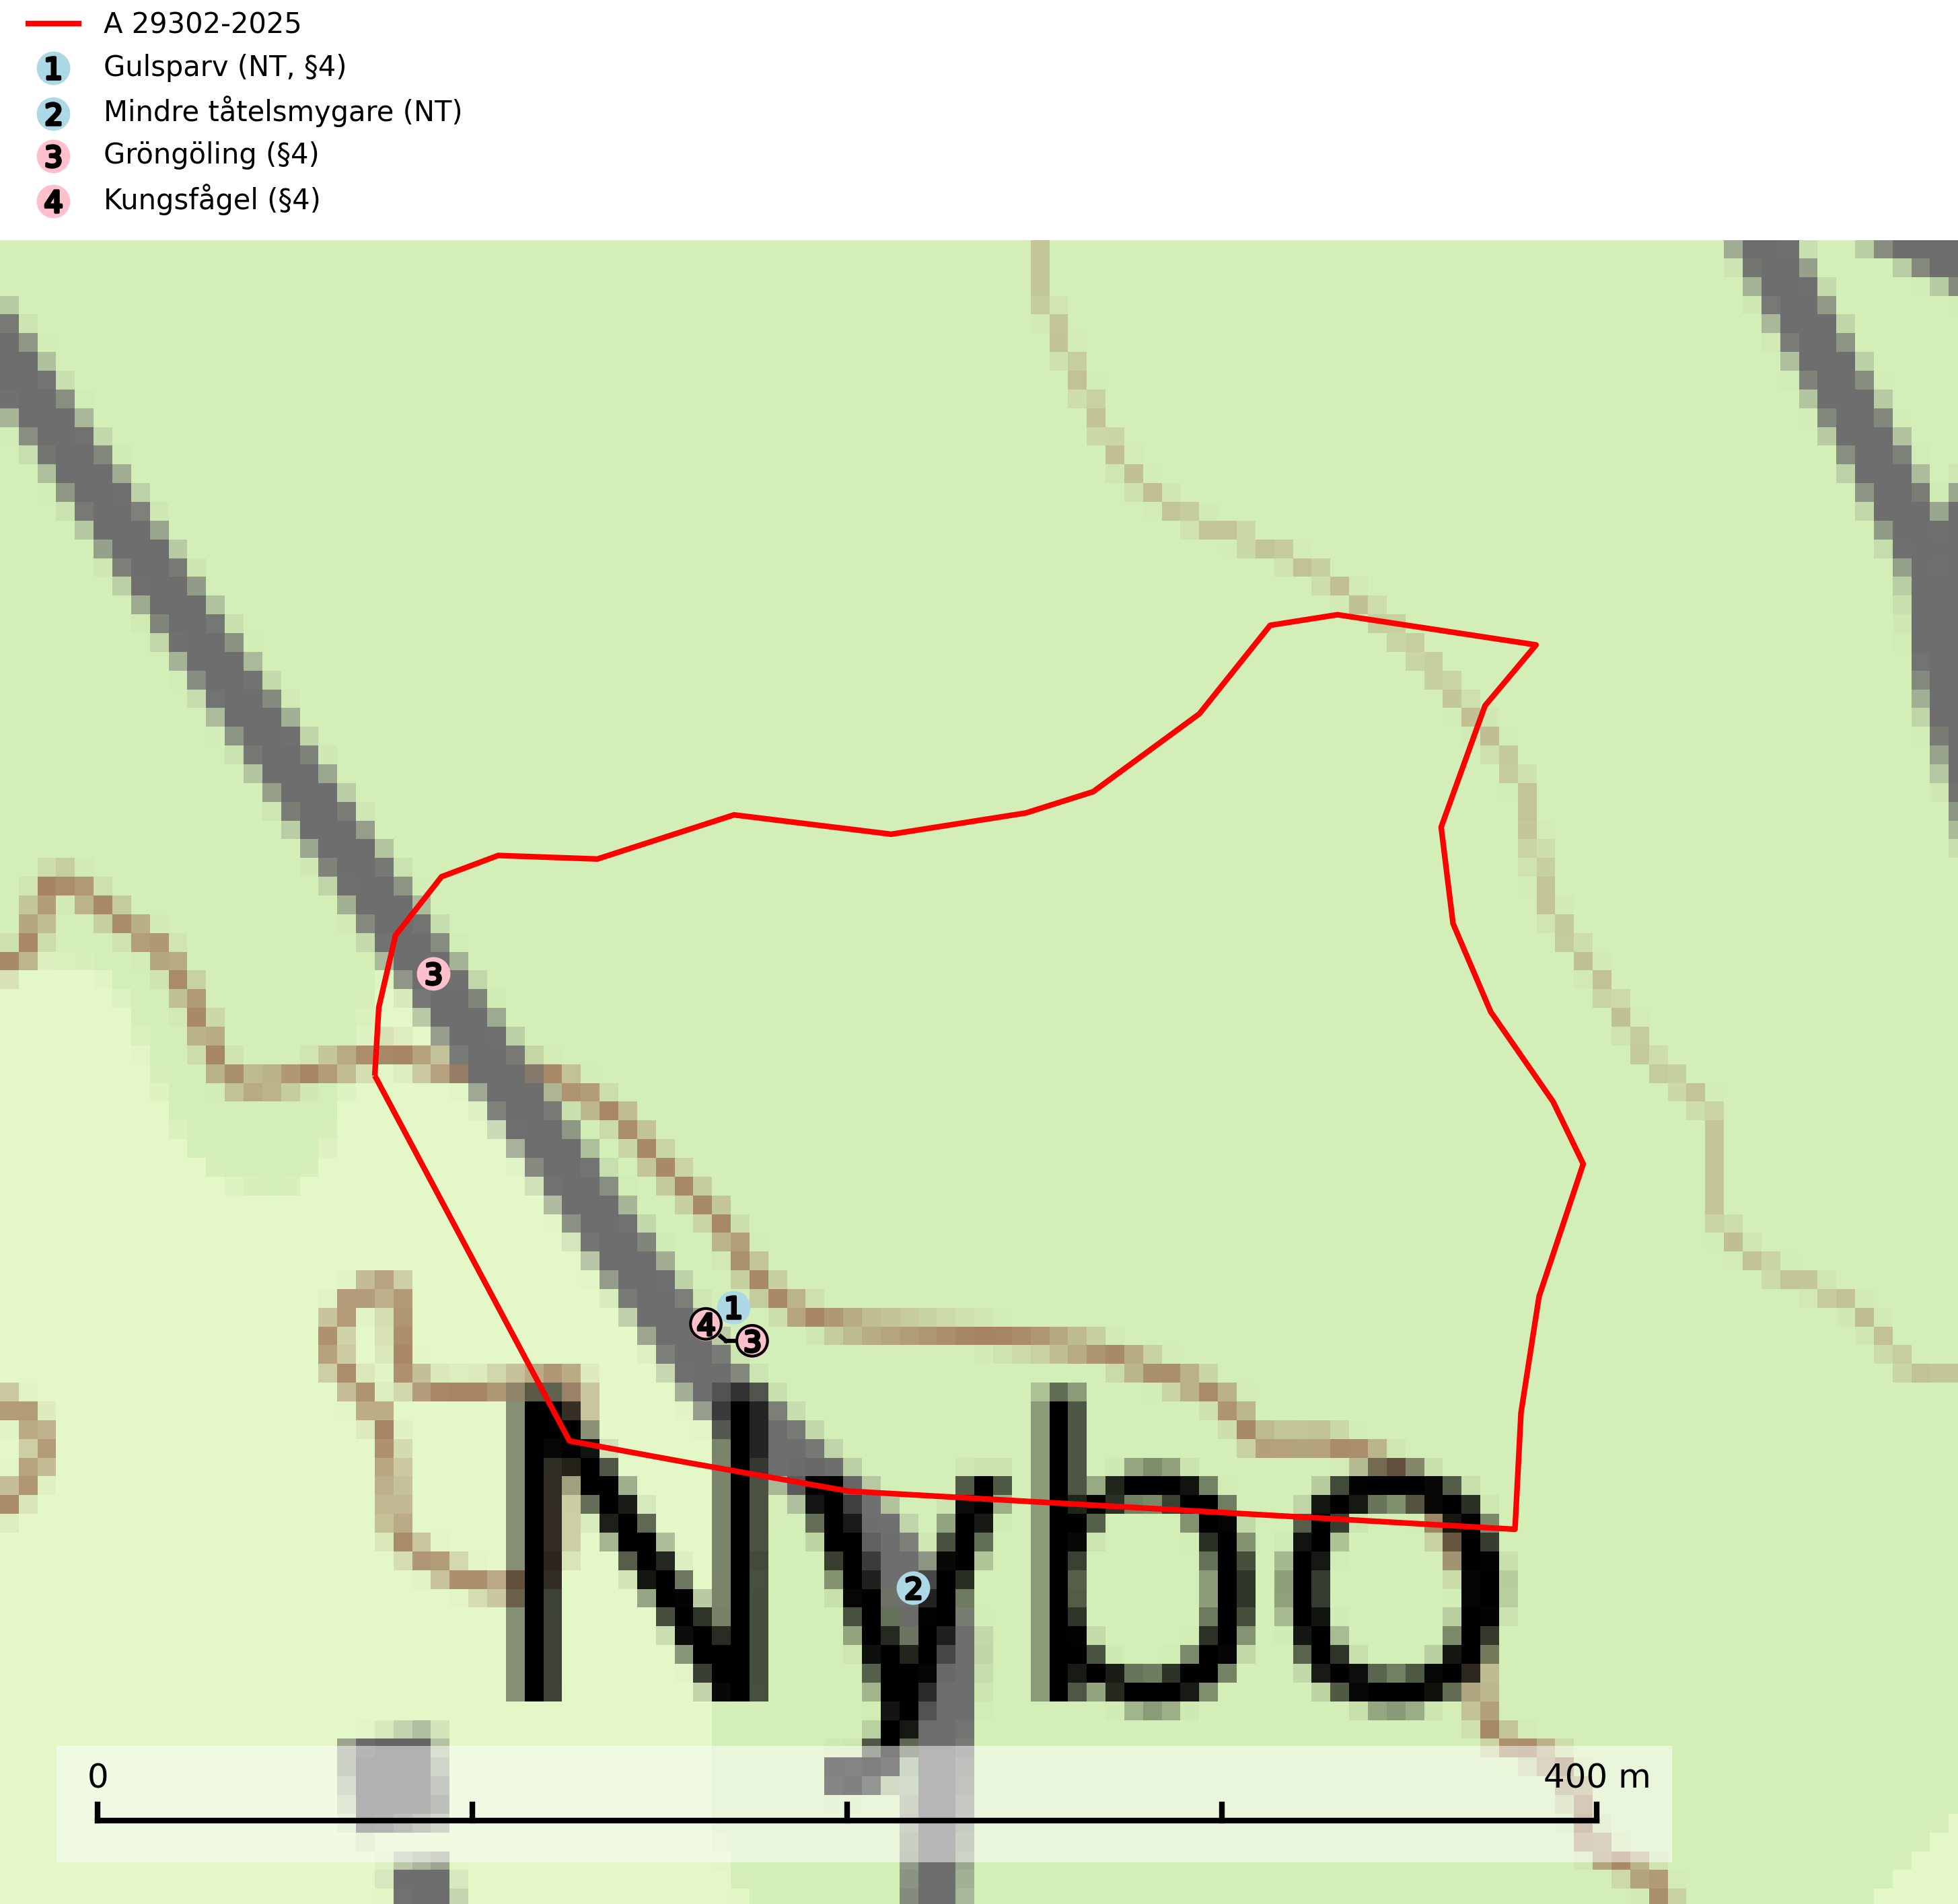 A 29302-2025
1 Gulsparv (NT, §4)
2 Mindre tåtelsmygare (NT)
3 Gröngöling (§4)
4 Kungsfågel (§4)
3
1
4
3
Nybo
2
0 400 m